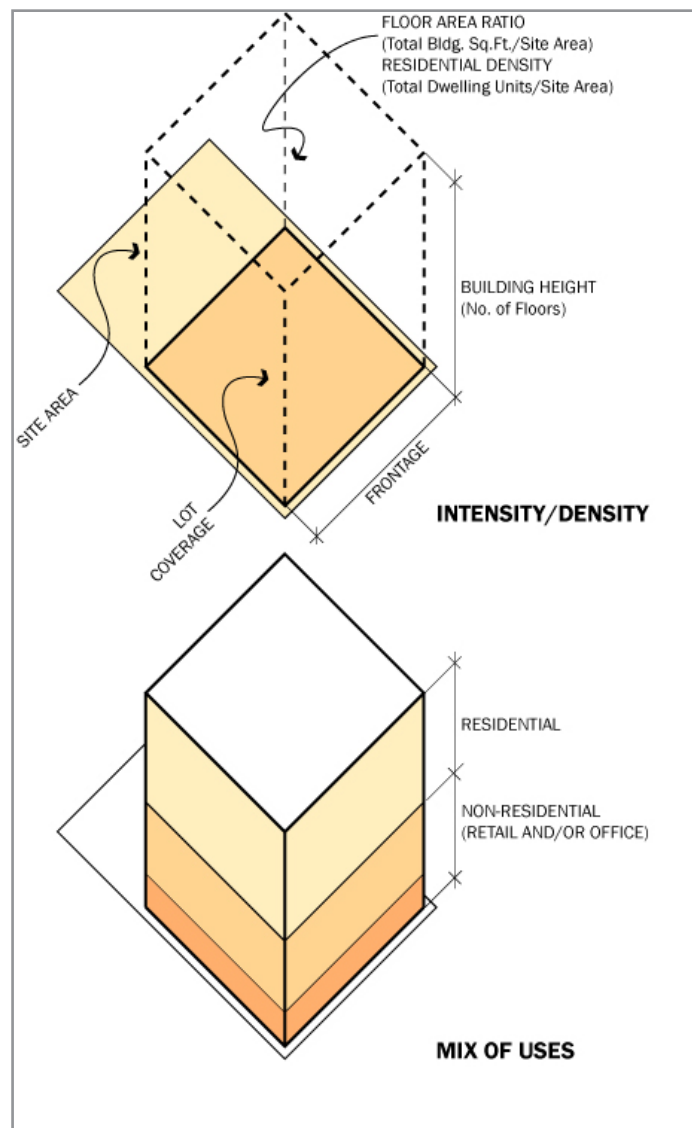 FLOOR AREA RATIO
(Total Bldg. Sq.Ft./Site Area)
RESIDENTIAL DENSITY
(Total Dwelling Units/Site Area)
BUILDING HEIGHT
(No. of Floors)
SITE AREA
FRONTAGE
LOT
COVERAGE
INTENSITY/DENSITY
RESIDENTIAL
NON-RESIDENTIAL
(RETAIL AND/OR OFFICE)
MIX OF USES